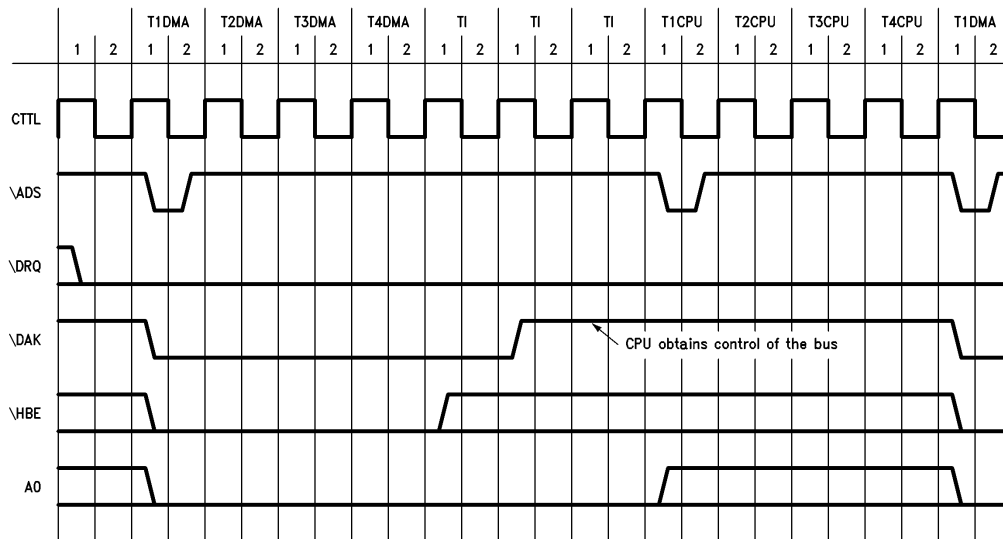 T1DMA T2DMA T3DMA T4DMA TI TI TI T1CPU T2CPU T3CPU T4CPU T1DMA
1 2 1 2 1 2 1 2 1 2 1 2 1 2 1 2 1 2 1 2 1 2 1 2 1 2
CTTL
\ADS
\DRQ
\DAK
CPU obtains control of the bus
\HBE
A0